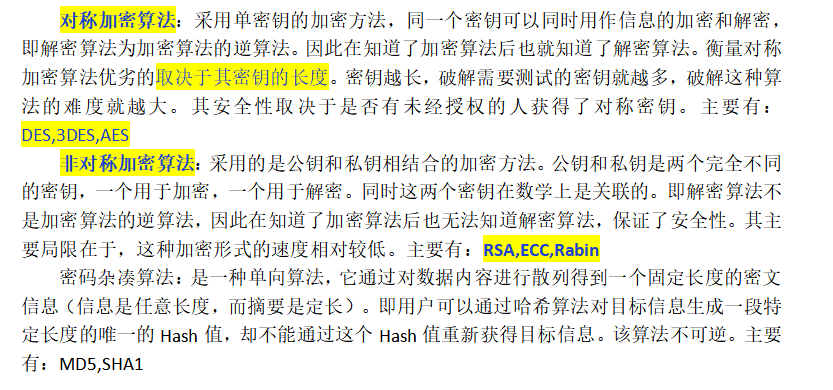 对称加密算法：采用单密钥的加密方法，同一个密钥可以同时用作信息的加密和解密，
即解密算法为加密算法的逆算法。因此在知道了加密算法后也就知道了解密算法。衡量对称
加密算法优劣的取决于其密钥的长度。密钥越长，破解需要测试的密钥就越多，破解这种算
法的难度就越大。其安全性取决于是否有未经授权的人获得了对称密钥。主要有：
DES,3DES,AES
非对称加密算法：采用的是公钥和私钥相结合的加密方法。公钥和私钥是两个完全不同
的密钥，一个用于加密，一个用于解密。同时这两个密钥在数学上是关联的。即解密算法不
是加密算法的逆算法，因此在知道了加密算法后也无法知道解密算法，保证了安全性。其主
要局限在于，这种加密形式的速度相对较低。主要有：RSA,ECC,Rabin
密码杂凑算法：是一种单向算法，它通过对数据内容进行散列得到一个固定长度的密文
信息（信息是任意长度，而摘要是定长）。即用户可以通过哈希算法对目标信息生成一段特
定长度的唯一的 Hash 值，却不能通过这个 Hash 值重新获得目标信息。该算法不可逆。主要
有：MD5,SHA1